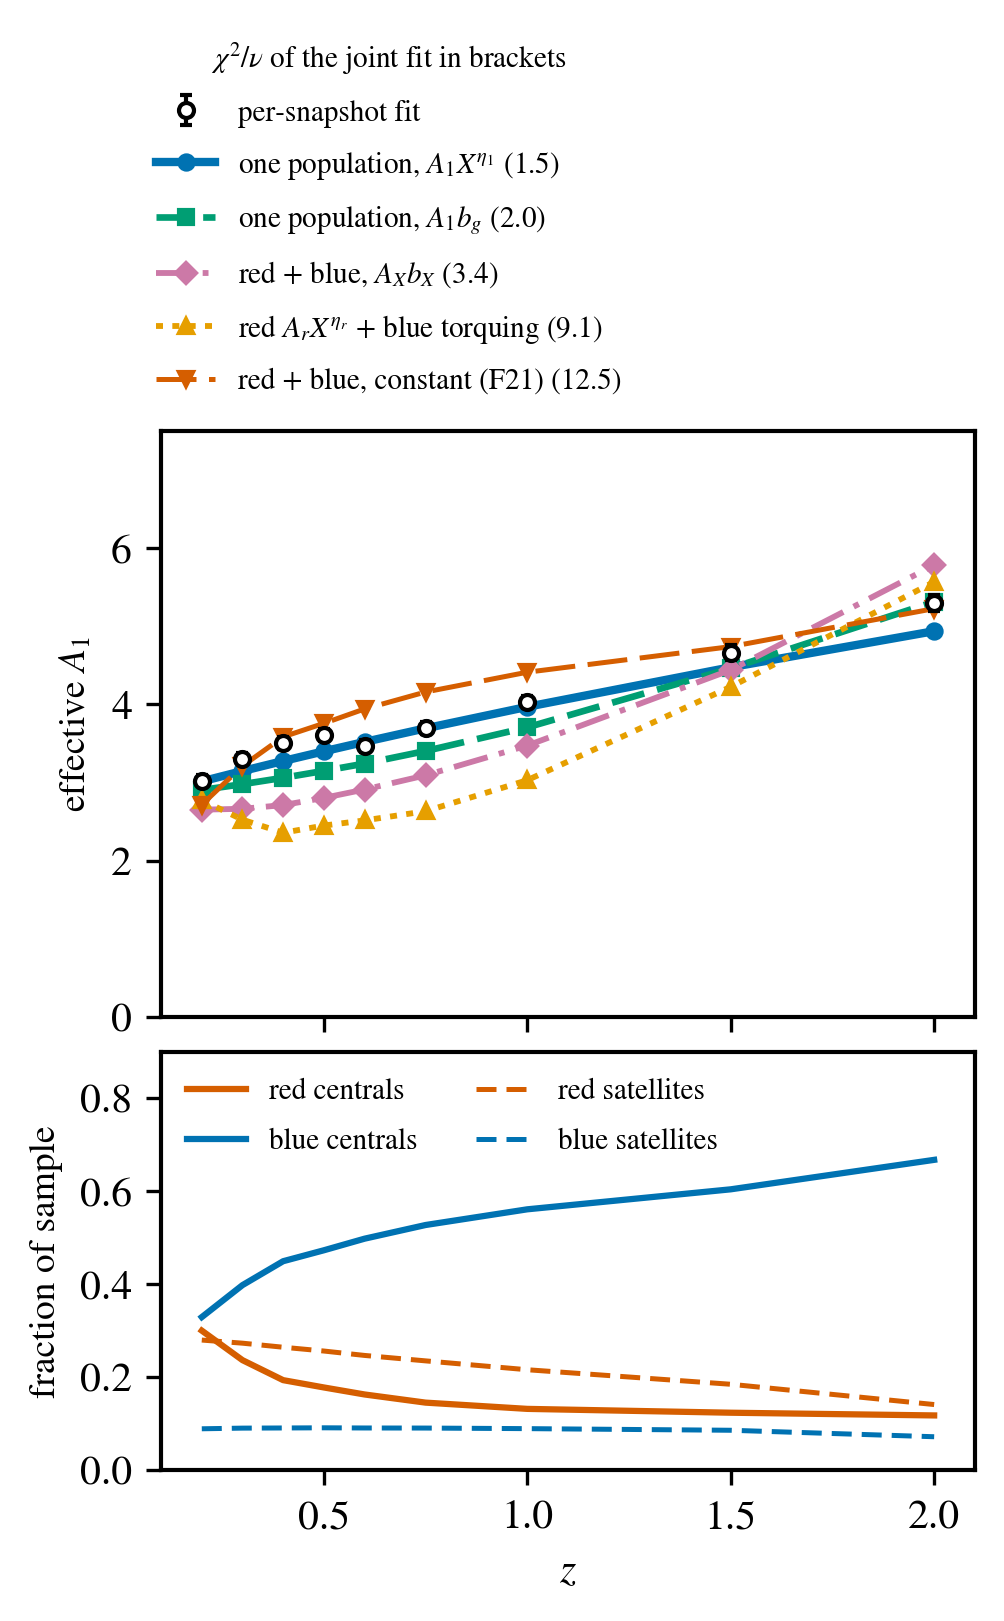 χ²/ν of the joint fit in brackets
per-snapshot fit
one population, A₁X^η₁ (1.5)
one population, A₁b_g (2.0)
red + blue, A_X b_X (3.4)
red A_r X^η_r + blue torquing (9.1)
red + blue, constant (F21) (12.5)
effective A₁
6
4
2
0
red centrals
red satellites
blue centrals
blue satellites
fraction of sample
0.8
0.6
0.4
0.2
0.0
0.5 1.0 1.5 2.0
z